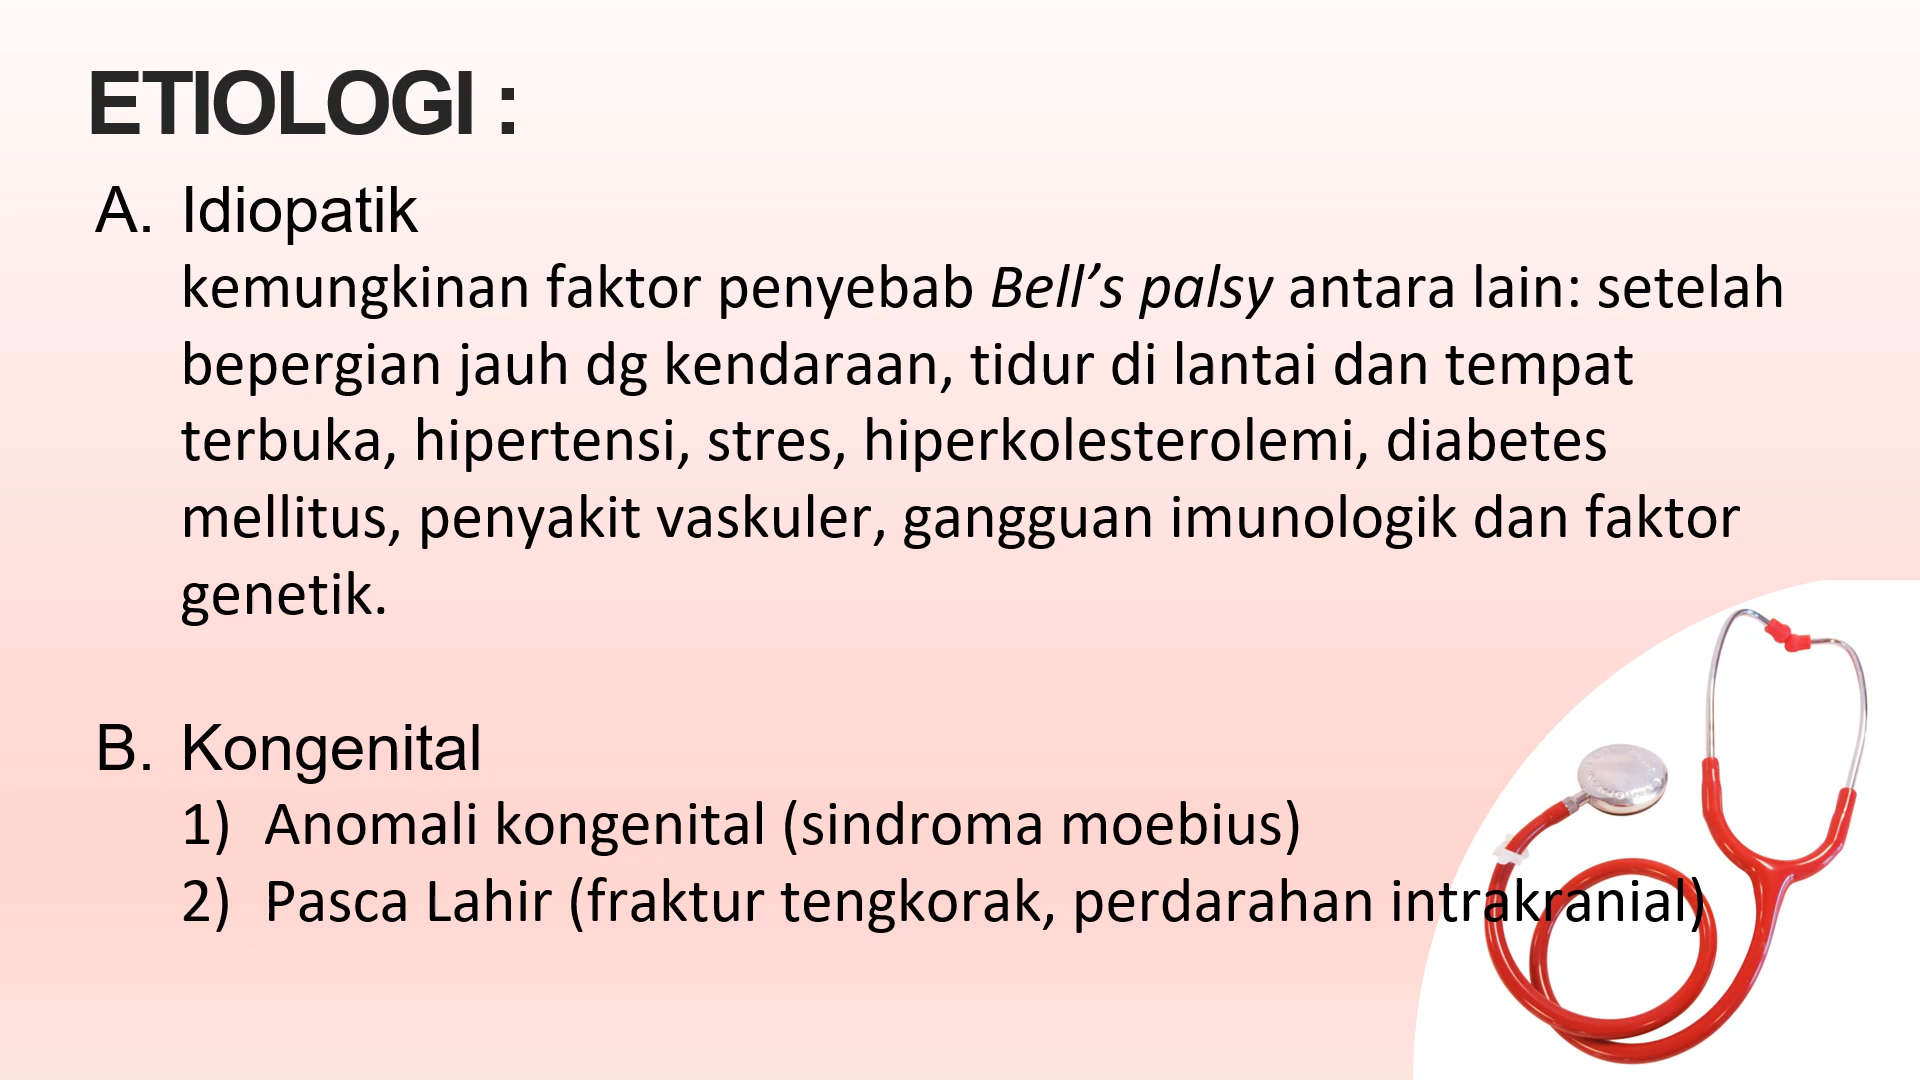 ETIOLOGI :
A. Idiopatik
kemungkinan faktor penyebab Bell’s palsy antara lain: setelah
bepergian jauh dg kendaraan, tidur di lantai dan tempat
terbuka, hipertensi, stres, hiperkolesterolemi, diabetes
mellitus, penyakit vaskuler, gangguan imunologik dan faktor
genetik.
B. Kongenital
1) Anomali kongenital (sindroma moebius)
2) Pasca Lahir (fraktur tengkorak, perdarahan intrakranial)